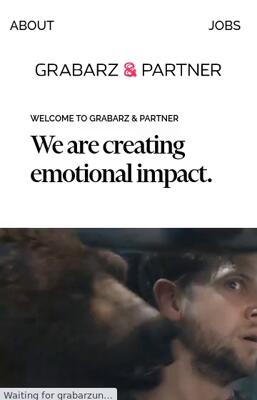 ABOUT
JOBS
GRABARZ & PARTNER
WELCOME TO GRABARZ & PARTNER
We are creating
emotional impact.
Waiting for grabarzun...